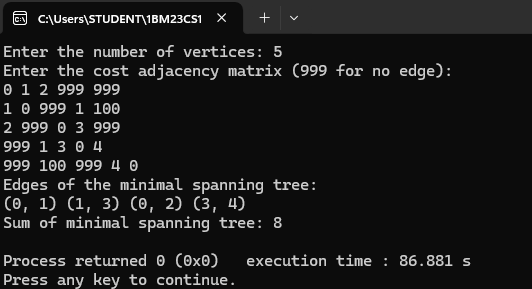 C:\Users\STUDENT\1BM23CS1
Enter the number of vertices: 5
Enter the cost adjacency matrix (999 for no edge):
0 1 2 999 999
1 0 999 1 100
2 999 0 3 999
999 1 3 0 4
999 100 999 4 0
Edges of the minimal spanning tree:
(0, 1) (1, 3) (0, 2) (3, 4)
Sum of minimal spanning tree: 8
Process returned 0 (0x0)   execution time : 86.881 s
Press any key to continue.